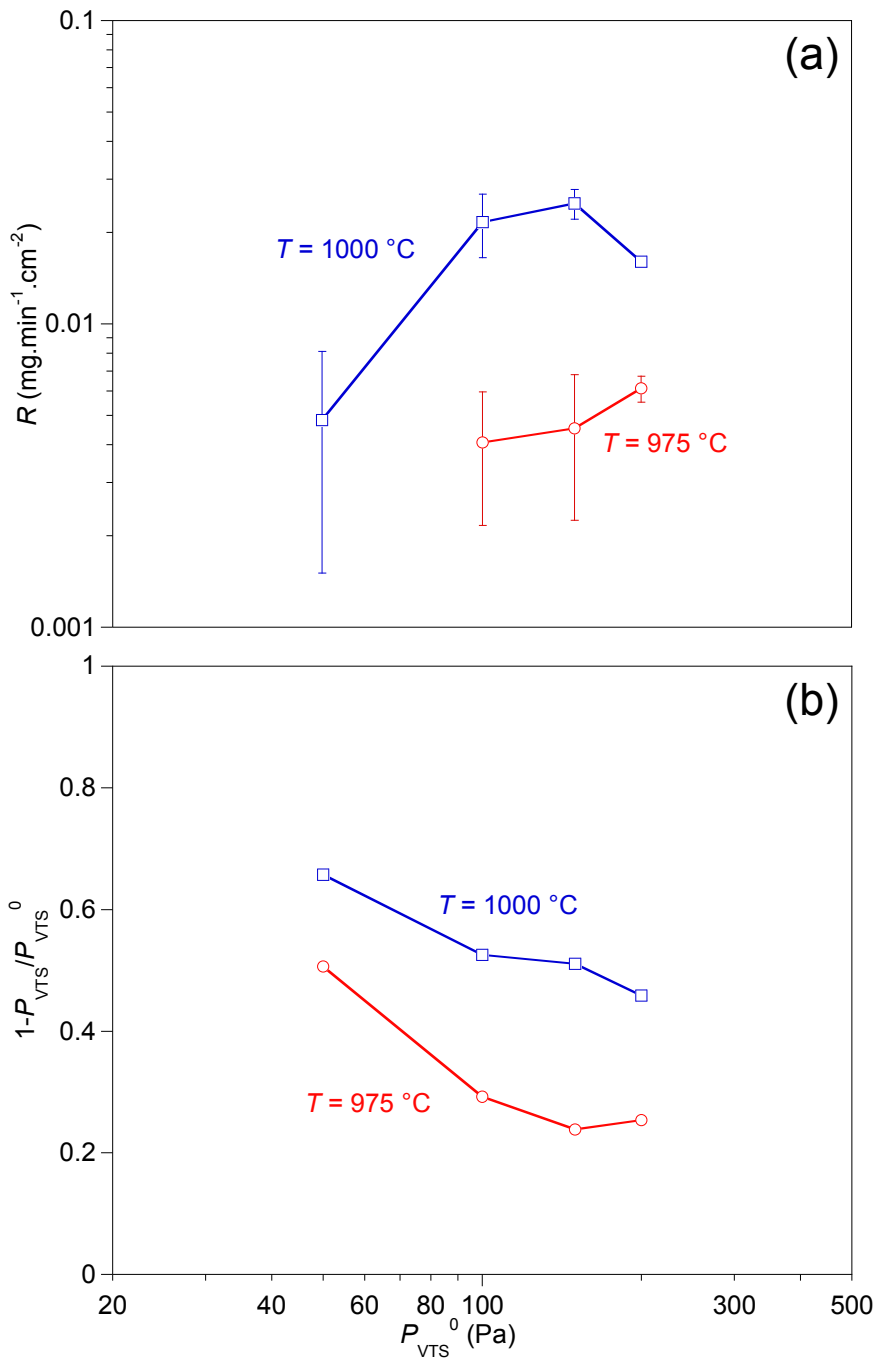 (a)
0.1
T = 1000 °C
0.01
T = 975 °C
0.001
R (mg.min-1.cm-2)
(b)
1
0.8
T = 1000 °C
0.6
0.4
T = 975 °C
0.2
0
1-PVTS/PVTS0
20 40 60 80 100 300 500
PVTS0 (Pa)